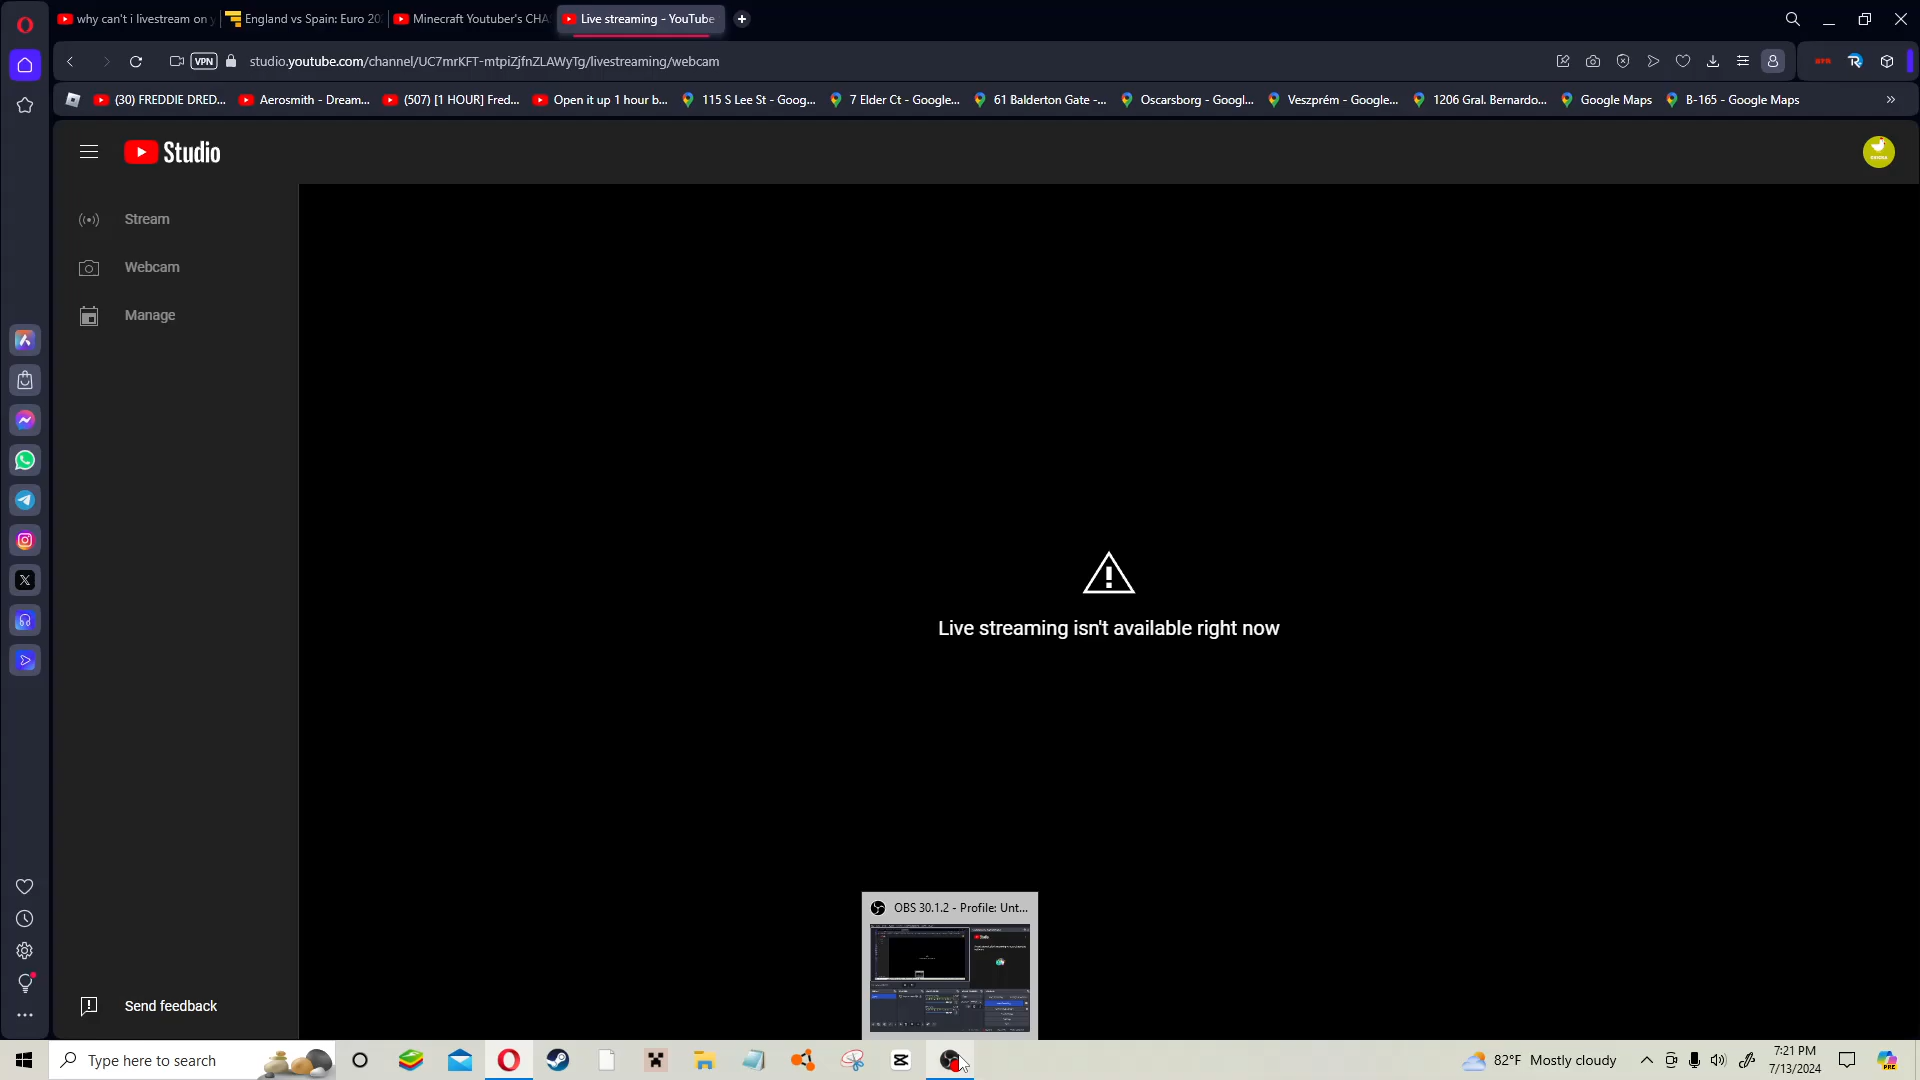 why can't i livestream on y
England vs Spain: Euro 20
Minecraft Youtuber's CHA
Live streaming - YouTube
VPN
studio.youtube.com/channel/UC7mrKFT-mtpiZjfnZLAWyTg/livestreaming/webcam
(30) FREDDIE DRED...
Aerosmith - Dream...
(507) [1 HOUR] Fred...
Open it up 1 hour b...
115 S Lee St - Goog...
7 Elder Ct - Google...
61 Balderton Gate -...
Oscarsborg - Googl...
Veszprém - Google...
1206 Gral. Bernardo...
Google Maps
B-165 - Google Maps
Studio
Stream
Webcam
Manage
Live streaming isn't available right now
OBS 30.1.2 - Profile: Unt...
Send feedback
Type here to search
82°F Mostly cloudy
7:21 PM
7/13/2024
PRE